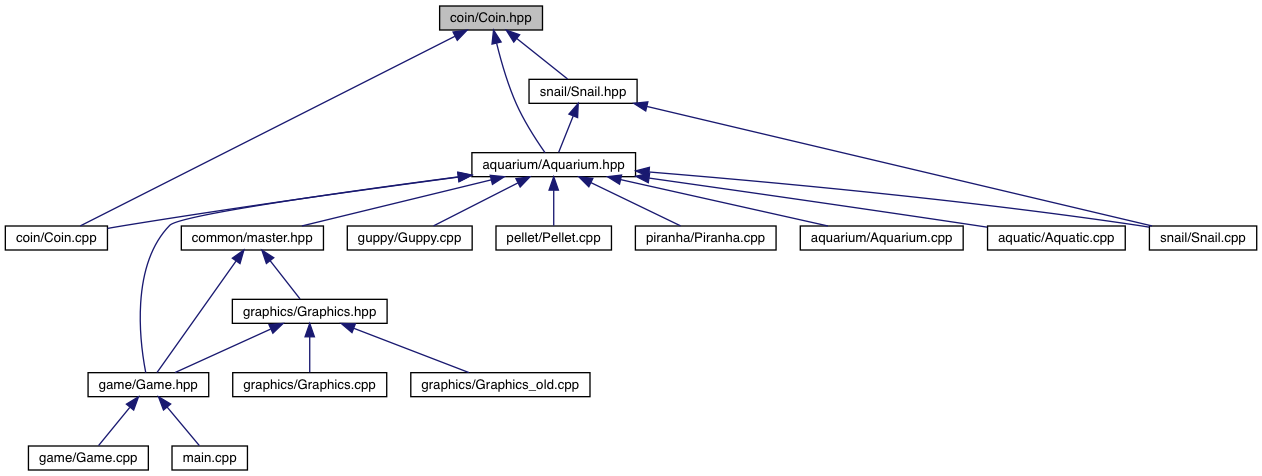 coin/Coin.hpp
snail/Snail.hpp
aquarium/Aquarium.hpp
coin/Coin.cpp
common/master.hpp
guppy/Guppy.cpp
pellet/Pellet.cpp
piranha/Piranha.cpp
aquarium/Aquarium.cpp
aquatic/Aquatic.cpp
snail/Snail.cpp
graphics/Graphics.hpp
game/Game.hpp
graphics/Graphics.cpp
graphics/Graphics_old.cpp
game/Game.cpp
main.cpp